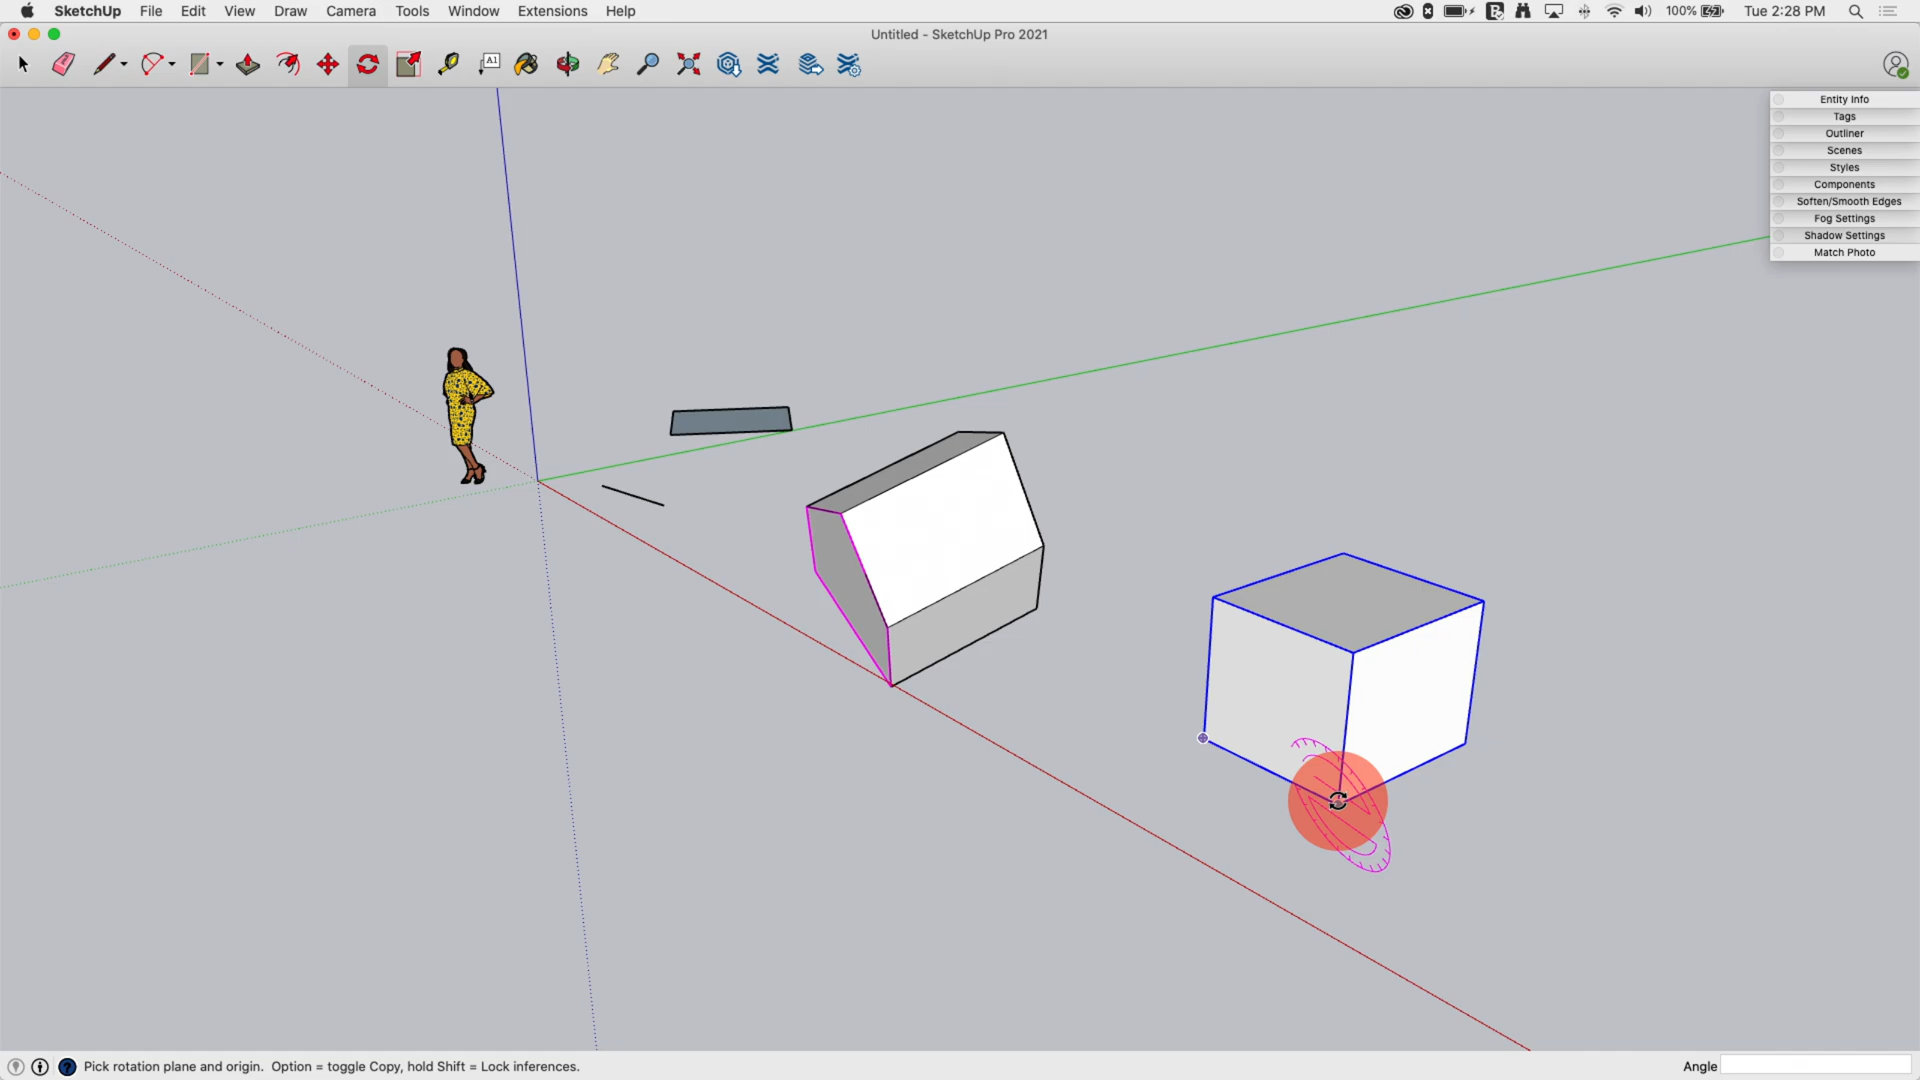 SketchUp File Edit View Draw Camera Tools Window Extensions Help 100% Tue 2:28 PM
Untitled - SketchUp Pro 2021
A1
Entity Info
Tags
Outliner
Scenes
Styles
Components
Soften/Smooth Edges
Fog Settings
Shadow Settings
Match Photo
Pick rotation plane and origin. Option = toggle Copy, hold Shift = Lock inferences. Angle